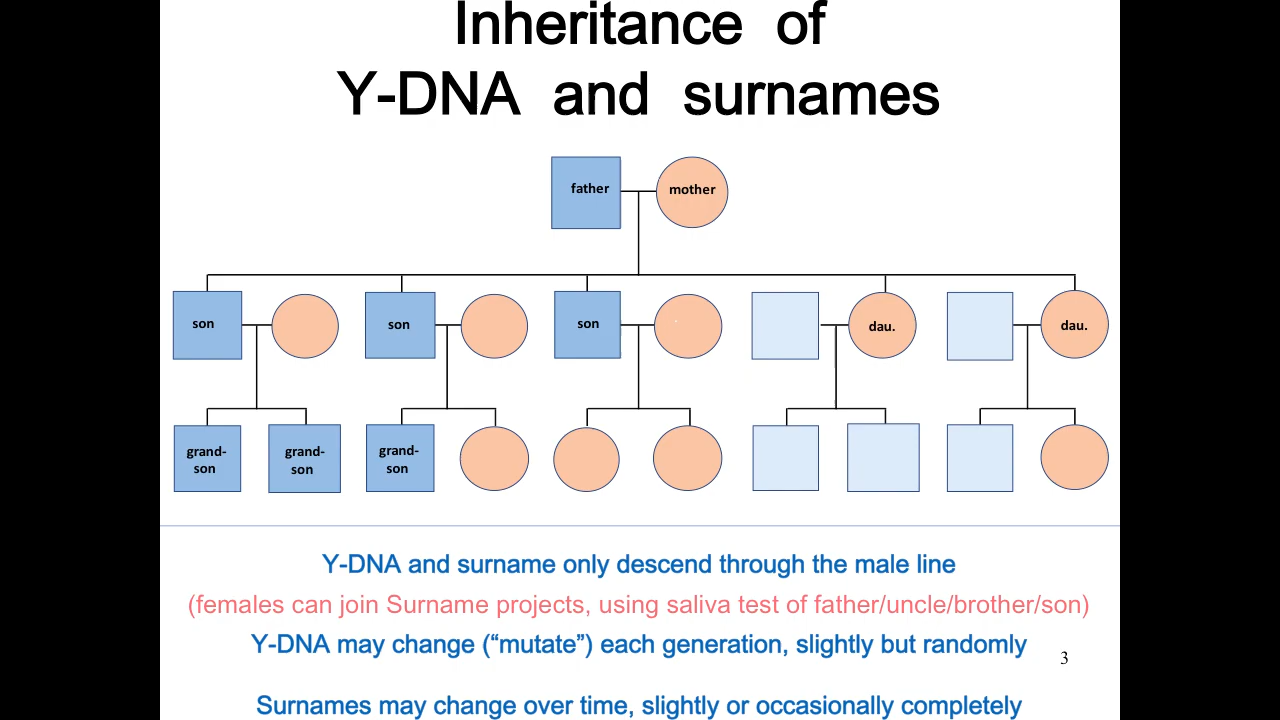 Inheritance of
Y-DNA and surnames
father
mother
son
son
son
dau.
dau.
grand-
son
grand-
son
grand-
son
Y-DNA and surname only descend through the male line
(females can join Surname projects, using saliva test of father/uncle/brother/son)
Y-DNA may change (“mutate”) each generation, slightly but randomly
3
Surnames may change over time, slightly or occasionally completely